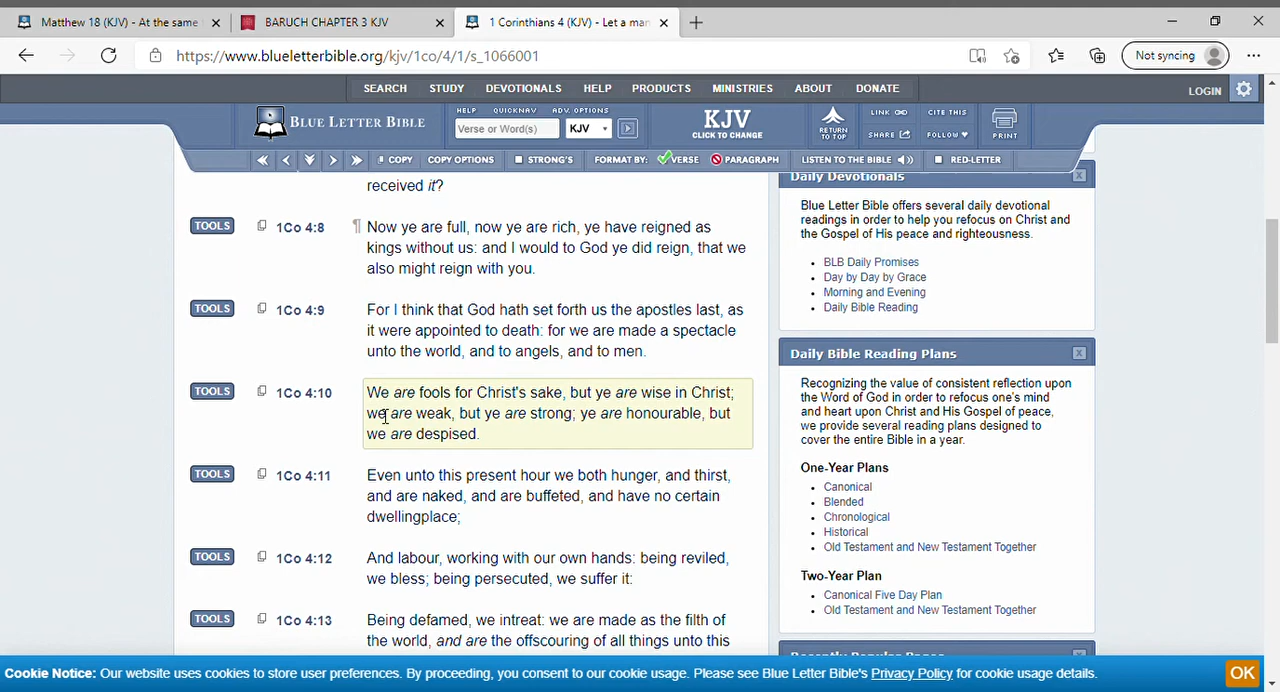 Matthew 18 (KJV) - At the same
BARUCH CHAPTER 3 KJV
1 Corinthians 4 (KJV) - Let a man
https://www.blueletterbible.org/kjv/1co/4/1/s_1066001
Not syncing
SEARCH STUDY DEVOTIONALS HELP PRODUCTS MINISTRIES ABOUT DONATE
LOGIN
BLUE LETTER BIBLE
HELP QUICKNAV ADV. OPTIONS
Verse or Word(s) KJV
KJV
CLICK TO CHANGE
RETURN
TO TOP
LINK CITE THIS
SHARE FOLLOW
PRINT
COPY COPY OPTIONS STRONG'S FORMAT BY: VERSE PARAGRAPH LISTEN TO THE BIBLE RED-LETTER
received it?
TOOLS 1Co 4:8 ¶ Now ye are full, now ye are rich, ye have reigned as
kings without us: and I would to God ye did reign, that we
also might reign with you.
TOOLS 1Co 4:9 For I think that God hath set forth us the apostles last, as
it were appointed to death: for we are made a spectacle
unto the world, and to angels, and to men.
TOOLS 1Co 4:10 We are fools for Christ's sake, but ye are wise in Christ;
we are weak, but ye are strong; ye are honourable, but
we are despised.
TOOLS 1Co 4:11 Even unto this present hour we both hunger, and thirst,
and are naked, and are buffeted, and have no certain
dwellingplace;
TOOLS 1Co 4:12 And labour, working with our own hands: being reviled,
we bless; being persecuted, we suffer it:
TOOLS 1Co 4:13 Being defamed, we intreat: we are made as the filth of
the world, and are the offscouring of all things unto this
Daily Devotionals
Blue Letter Bible offers several daily devotional
readings in order to help you refocus on Christ and
the Gospel of His peace and righteousness.
BLB Daily Promises
Day by Day by Grace
Morning and Evening
Daily Bible Reading
Daily Bible Reading Plans
Recognizing the value of consistent reflection upon
the Word of God in order to refocus one's mind
and heart upon Christ and His Gospel of peace,
we provide several reading plans designed to
cover the entire Bible in a year.
One-Year Plans
Canonical
Blended
Chronological
Historical
Old Testament and New Testament Together
Two-Year Plan
Canonical Five Day Plan
Old Testament and New Testament Together
Cookie Notice: Our website uses cookies to store user preferences. By proceeding, you consent to our cookie usage. Please see Blue Letter Bible's Privacy Policy for cookie usage details.
OK